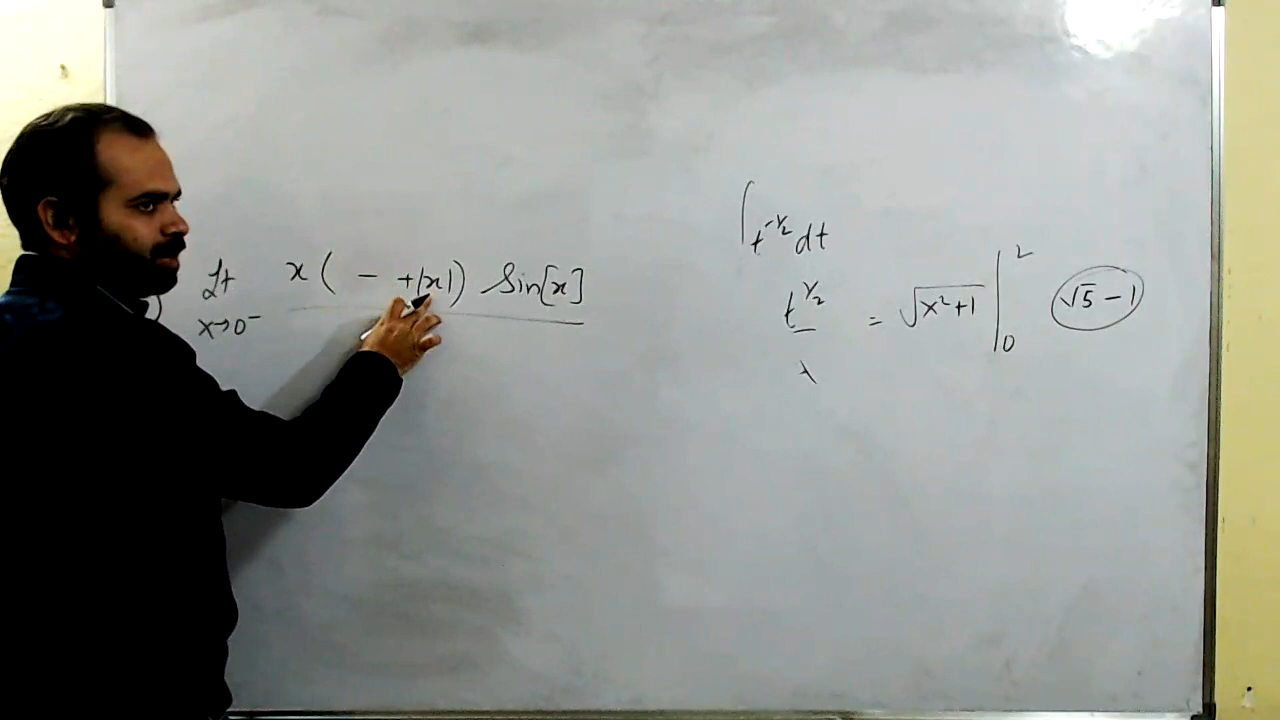 Lt x( - +|x|) Sin[x]
x→0⁻
∫t^-1/2 dt
t^1/2 = √x²+1 |₀² √5 - 1